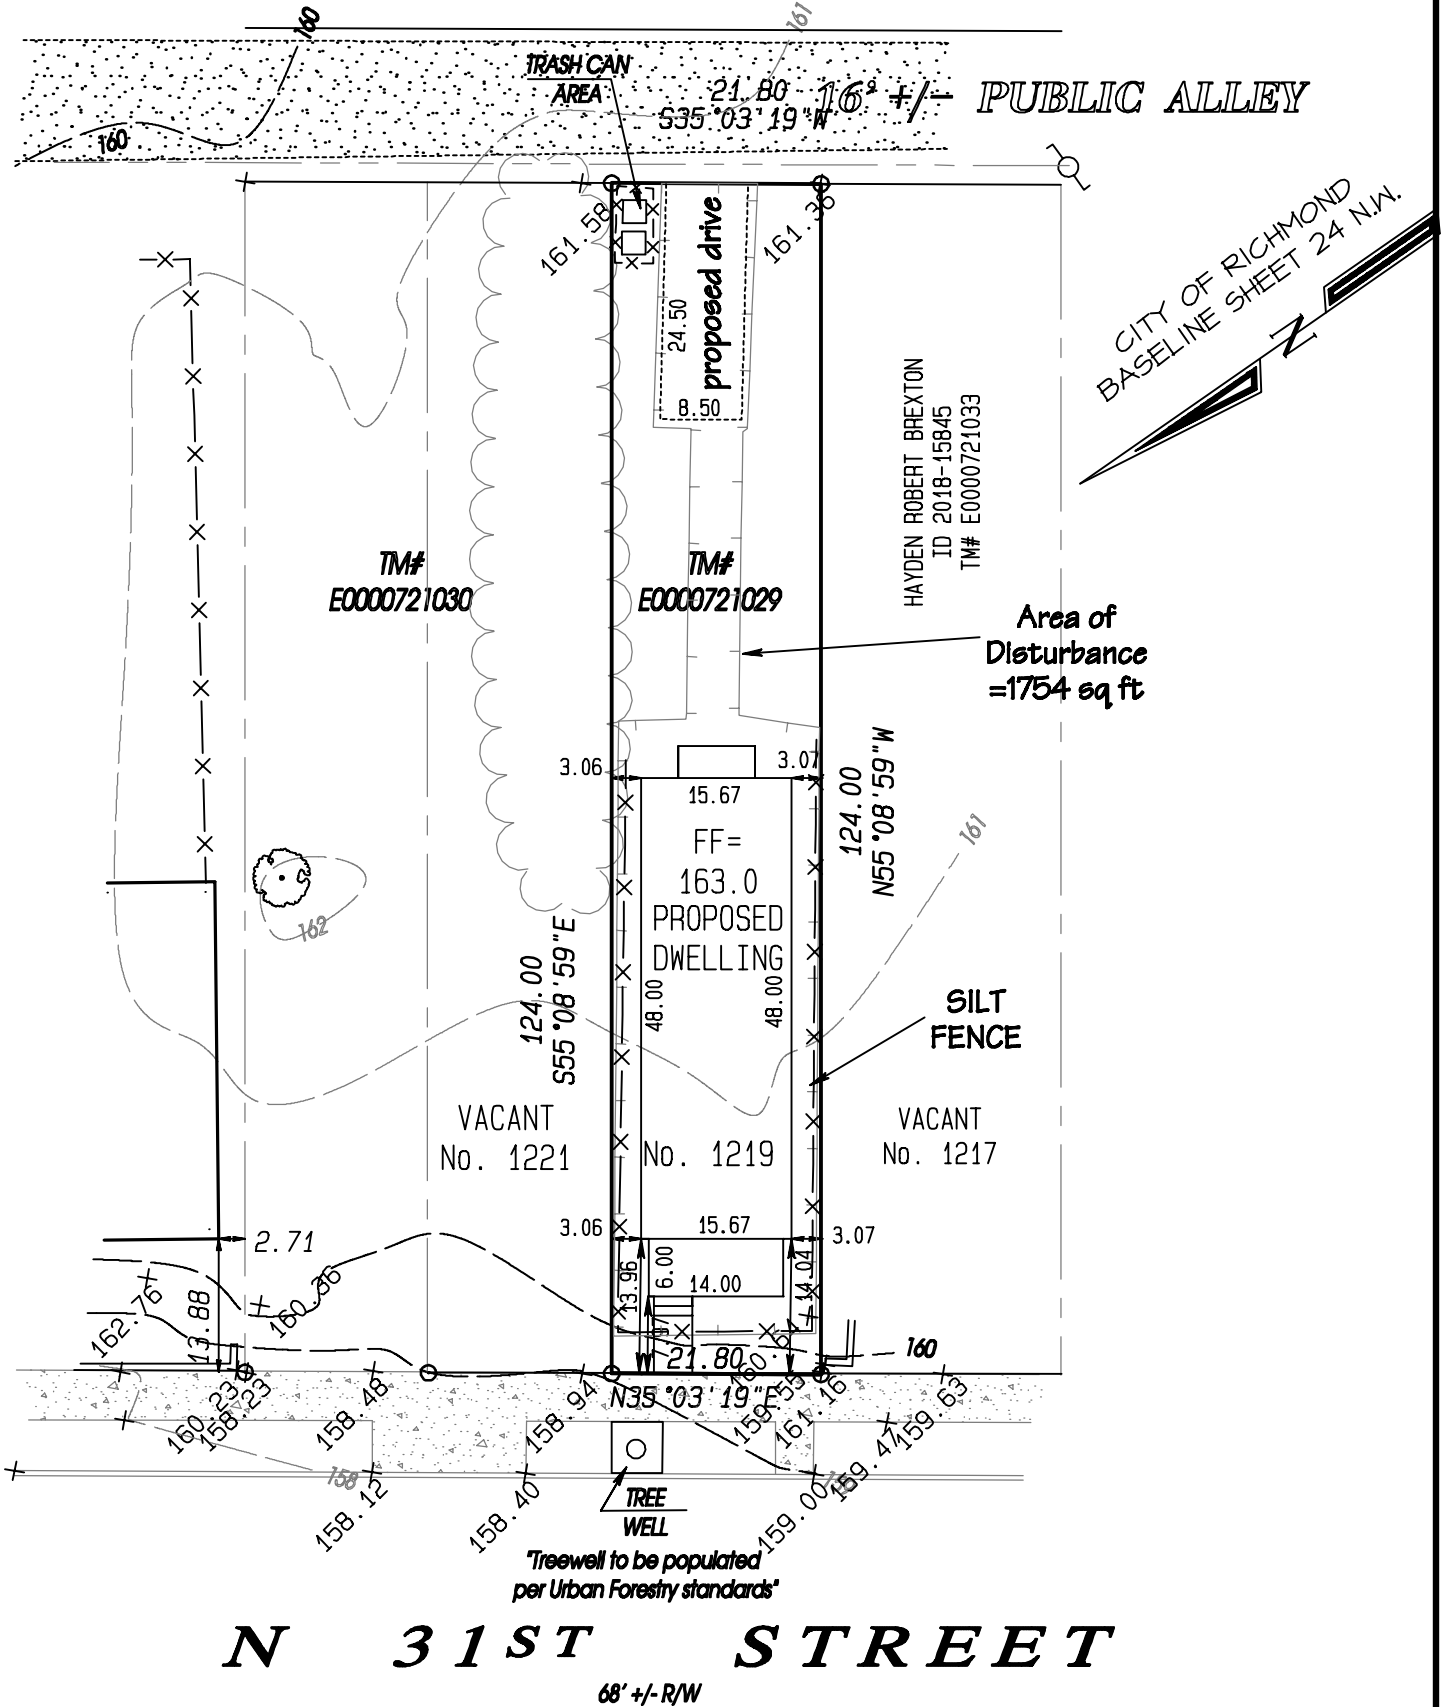 160
161
TRASH CAN
AREA
21.80
S35°03'19"W
16' +/- PUBLIC ALLEY
160
161.58
161.36
proposed drive
24.50
8.50
CITY OF RICHMOND
BASELINE SHEET 24 N.W.
N
HAYDEN ROBERT BREXTON
ID 2018-15845
TM# E0000721033
TM#
E0000721030
TM#
E0000721029
Area of
Disturbance
=1754 sq ft
3.06
3.07
15.67
124.00
N55°08'59"W
161
FF=
163.0
PROPOSED
DWELLING
162
124.00
S55°08'59"E
48.00
48.00
SILT
FENCE
VACANT
No. 1221
No. 1219
VACANT
No. 1217
3.06
15.67
3.07
2.71
13.96
6.00
14.00
14.04
162.76
13.88
160.36
160.64
160
21.80
N35°03'19"E
160.23
158.23
158.48
158.94
159.55
161.16
159.47
159.63
158
158.12
158.40
159.00
TREE
WELL
"Treewell to be populated
per Urban Forestry standards"
N 31ST STREET
68' +/- R/W